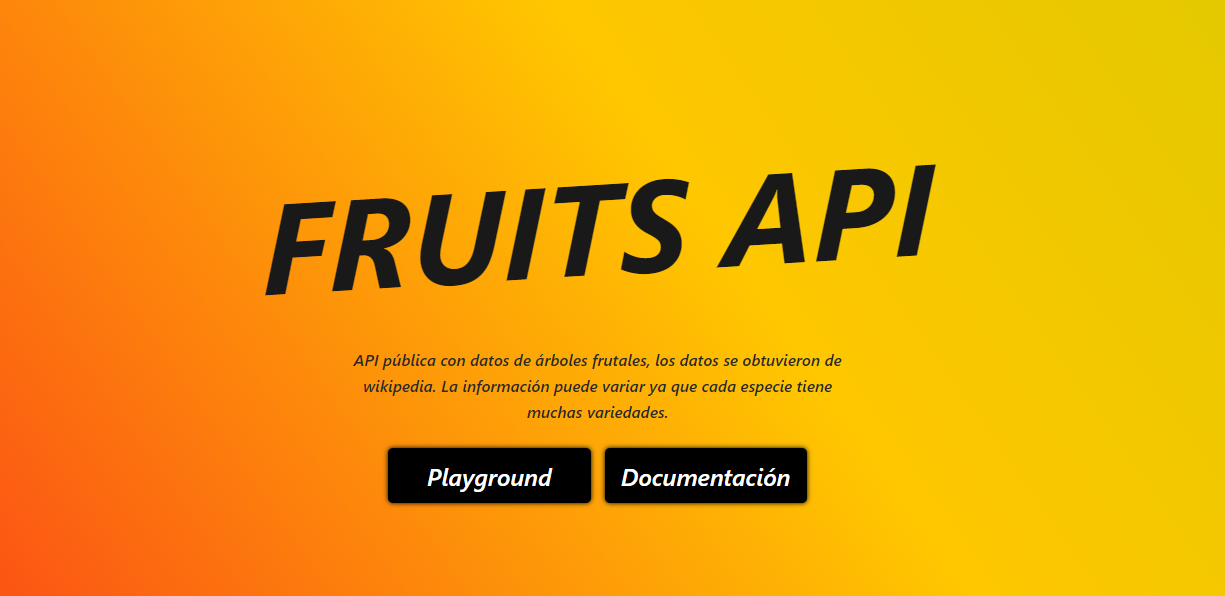 FRUITS API
API pública con datos de árboles frutales, los datos se obtuvieron de
wikipedia. La información puede variar ya que cada especie tiene
muchas variedades.
Playground
Documentación